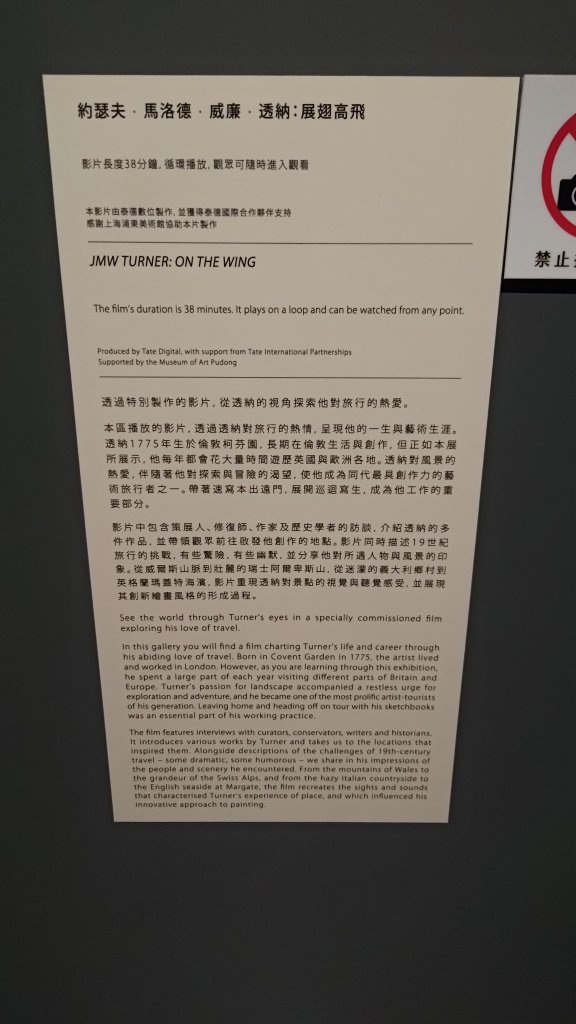 約瑟夫．馬洛德．威廉．透納：展翅高飛
影片長度38分鐘，循環播放，觀眾可隨時進入觀看
本影片由泰德數位製作，並獲得泰德國際合作夥伴支持
感謝上海浦東美術館協助本片製作
JMW TURNER: ON THE WING
The film's duration is 38 minutes. It plays on a loop and can be watched from any point.
Produced by Tate Digital, with support from Tate International Partnerships
Supported by the Museum of Art Pudong
透過特別製作的影片，從透納的視角探索他對旅行的熱愛。
本區播放的影片，透過透納對旅行的熱情，呈現他的一生與藝術生涯。
透納1775年生於倫敦柯芬園，長期在倫敦生活與創作，但正如本展
所展示，他每年都會花大量時間遊歷英國與歐洲各地。透納對風景的
熱愛，伴隨著他對探索與冒險的渴望，使他成為同代最具創作力的藝
術旅行者之一。帶著速寫本出遠門，展開巡迴寫生，成為他工作的重
要部分。
影片中包含策展人、修復師、作家及歷史學者的訪談，介紹透納的多
件作品，並帶領觀眾前往啟發他創作的地點。影片同時描述19世紀
旅行的挑戰，有些驚險，有些幽默，並分享他對所遇人物與風景的印
象。從威爾斯山脈到壯麗的瑞士阿爾卑斯山，從迷濛的義大利鄉村到
英格蘭瑪蓋特海濱，影片重現透納對景點的視覺與聽覺感受，並展現
其創新繪畫風格的形成過程。
See the world through Turner's eyes in a specially commissioned film
exploring his love of travel.
In this gallery you will find a film charting Turner's life and career through
his abiding love of travel. Born in Covent Garden in 1775, the artist lived
and worked in London. However, as you are learning through this exhibition,
he spent a large part of each year visiting different parts of Britain and
Europe. Turner's passion for landscape accompanied a restless urge for
exploration and adventure, and he became one of the most prolific artist-tourists
of his generation. Leaving home and heading off on tour with his sketchbooks
was an essential part of his working practice.
The film features interviews with curators, conservators, writers and historians.
It introduces various works by Turner and takes us to the locations that
inspired them. Alongside descriptions of the challenges of 19th-century
travel – some dramatic, some humorous – we share in his impressions of
the people and scenery he encountered. From the mountains of Wales to
the grandeur of the Swiss Alps, and from the hazy Italian countryside to
the English seaside at Margate, the film recreates the sights and sounds
that characterised Turner's experience of place, and which influenced his
innovative approach to painting.
禁止